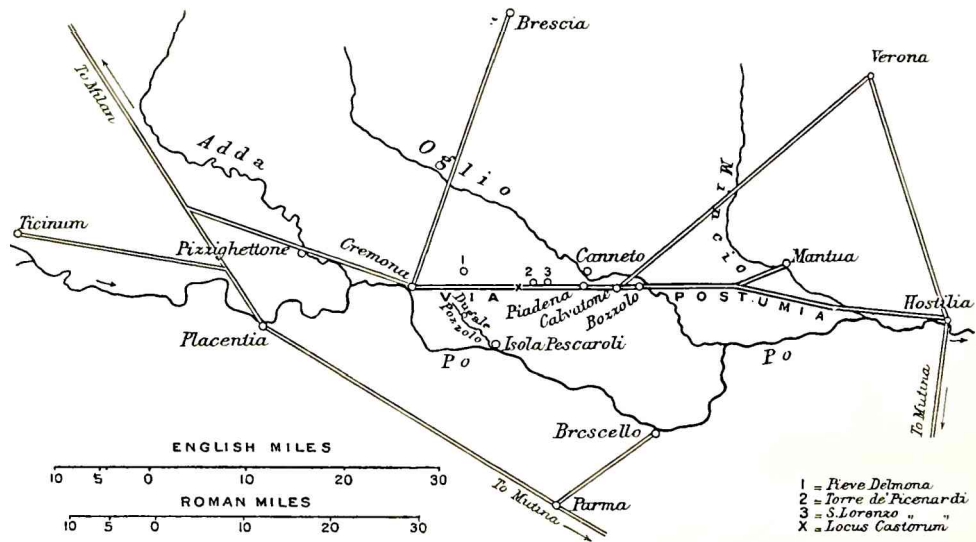 Brescia
Verona
To Milan
Adda
Oglio
Mincio
Ticinum
Pizzighettone
Cremona
1
2 3
Canneto
Mantua
VIA
POSTUMIA
Piadena
Calvatone
Bozzolo
Hostilia
Dugale
Pozzolo
Placentia
Isola Pescaroli
Po
Po
To Mutina
Brescello
ENGLISH MILES
10 5 0 10 20 30
ROMAN MILES
10 5 0 10 20 30
To Mutina
Parma
1 = Pieve Delmona
2 = Torre de' Picenardi
3 = S. Lorenzo „ „
X = Locus Castorum